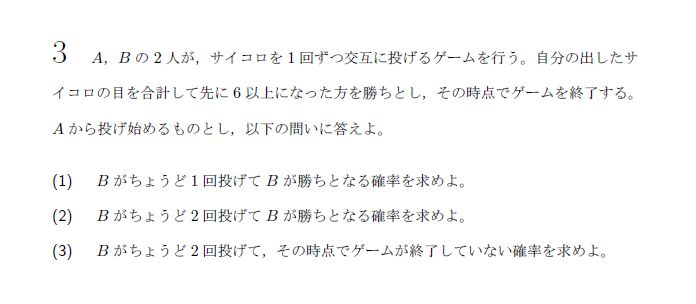 3 A, B の 2 人が，サイコロを 1 回ずつ交互に投げるゲームを行う。自分の出したサ
イコロの目を合計して先に 6 以上になった方を勝ちとし，その時点でゲームを終了する。
A から投げ始めるものとし，以下の問いに答えよ。
(1) B がちょうど 1 回投げて B が勝ちとなる確率を求めよ。
(2) B がちょうど 2 回投げて B が勝ちとなる確率を求めよ。
(3) B がちょうど 2 回投げて，その時点でゲームが終了していない確率を求めよ。